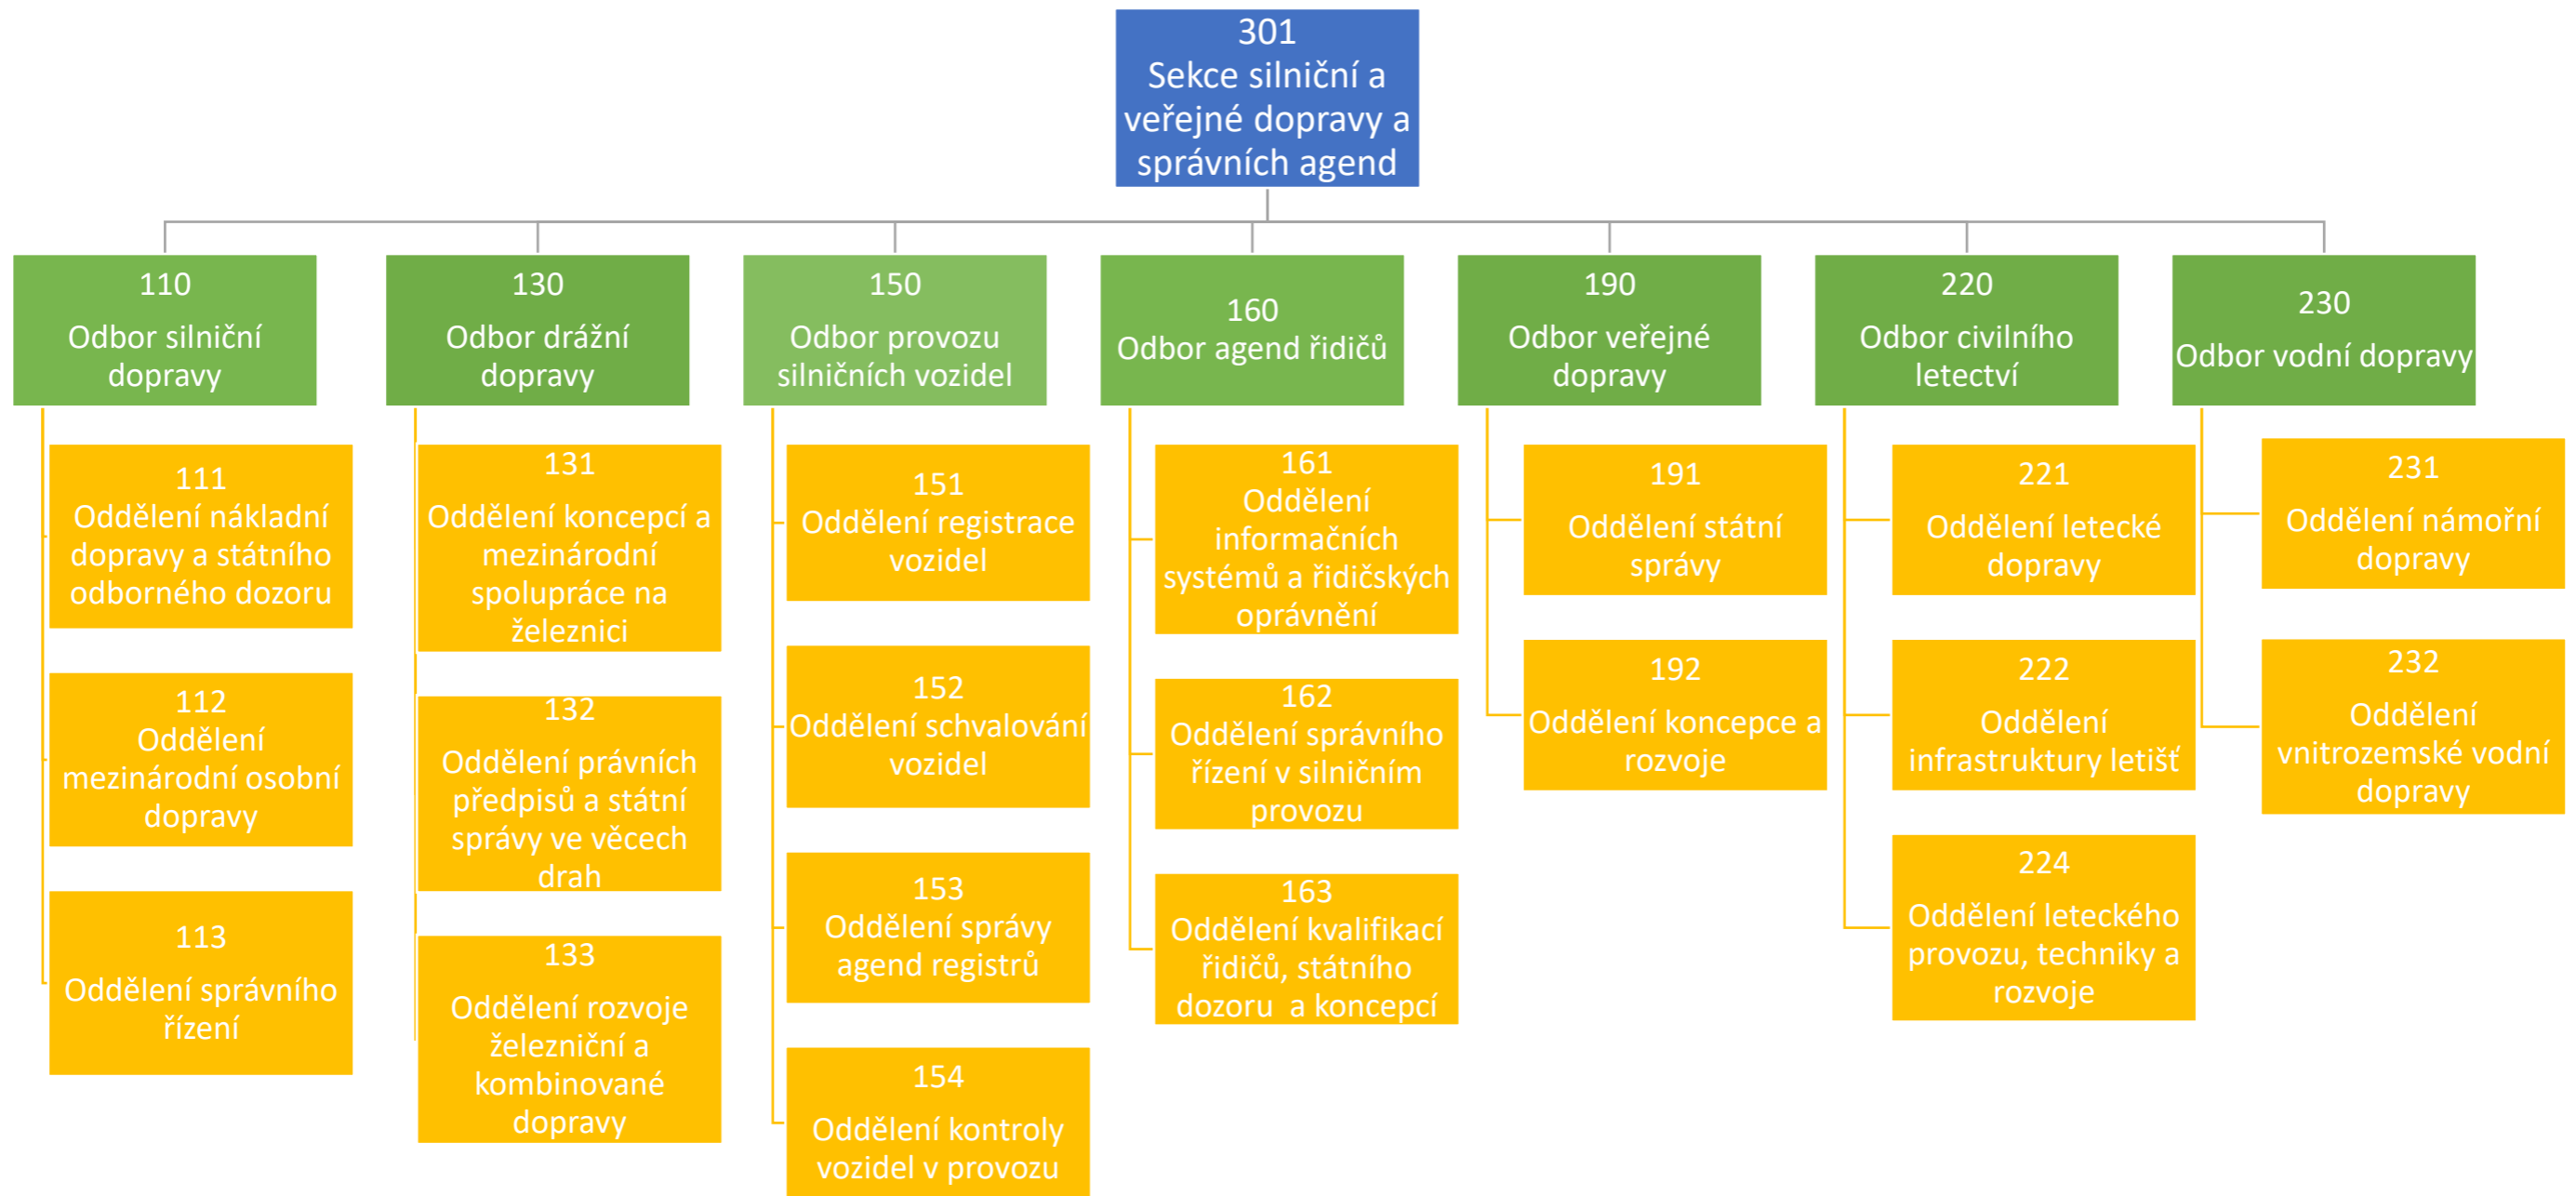 301
Sekce silniční a
veřejné dopravy a
správních agend
110
Odbor silniční
dopravy
130
Odbor drážní
dopravy
150
Odbor provozu
silničních vozidel
160
Odbor agend řidičů
190
Odbor veřejné
dopravy
220
Odbor civilního
letectví
230
Odbor vodní dopravy
111
Oddělení nákladní
dopravy a státního
odborného dozoru
112
Oddělení
mezinárodní osobní
dopravy
113
Oddělení správního
řízení
131
Oddělení koncepcí a
mezinárodní
spolupráce na
železnici
132
Oddělení právních
předpisů a státní
správy ve věcech
drah
133
Oddělení rozvoje
železniční a
kombinované
dopravy
151
Oddělení registrace
vozidel
152
Oddělení schvalování
vozidel
153
Oddělení správy
agend registrů
154
Oddělení kontroly
vozidel v provozu
161
Oddělení
informačních
systémů a řidičských
oprávnění
162
Oddělení správního
řízení v silničním
provozu
163
Oddělení kvalifikací
řidičů, státního
dozoru  a koncepcí
191
Oddělení státní
správy
192
Oddělení koncepce a
rozvoje
221
Oddělení letecké
dopravy
222
Oddělení
infrastruktury letišť
224
Oddělení leteckého
provozu, techniky a
rozvoje
231
Oddělení námořní
dopravy
232
Oddělení
vnitrozemské vodní
dopravy